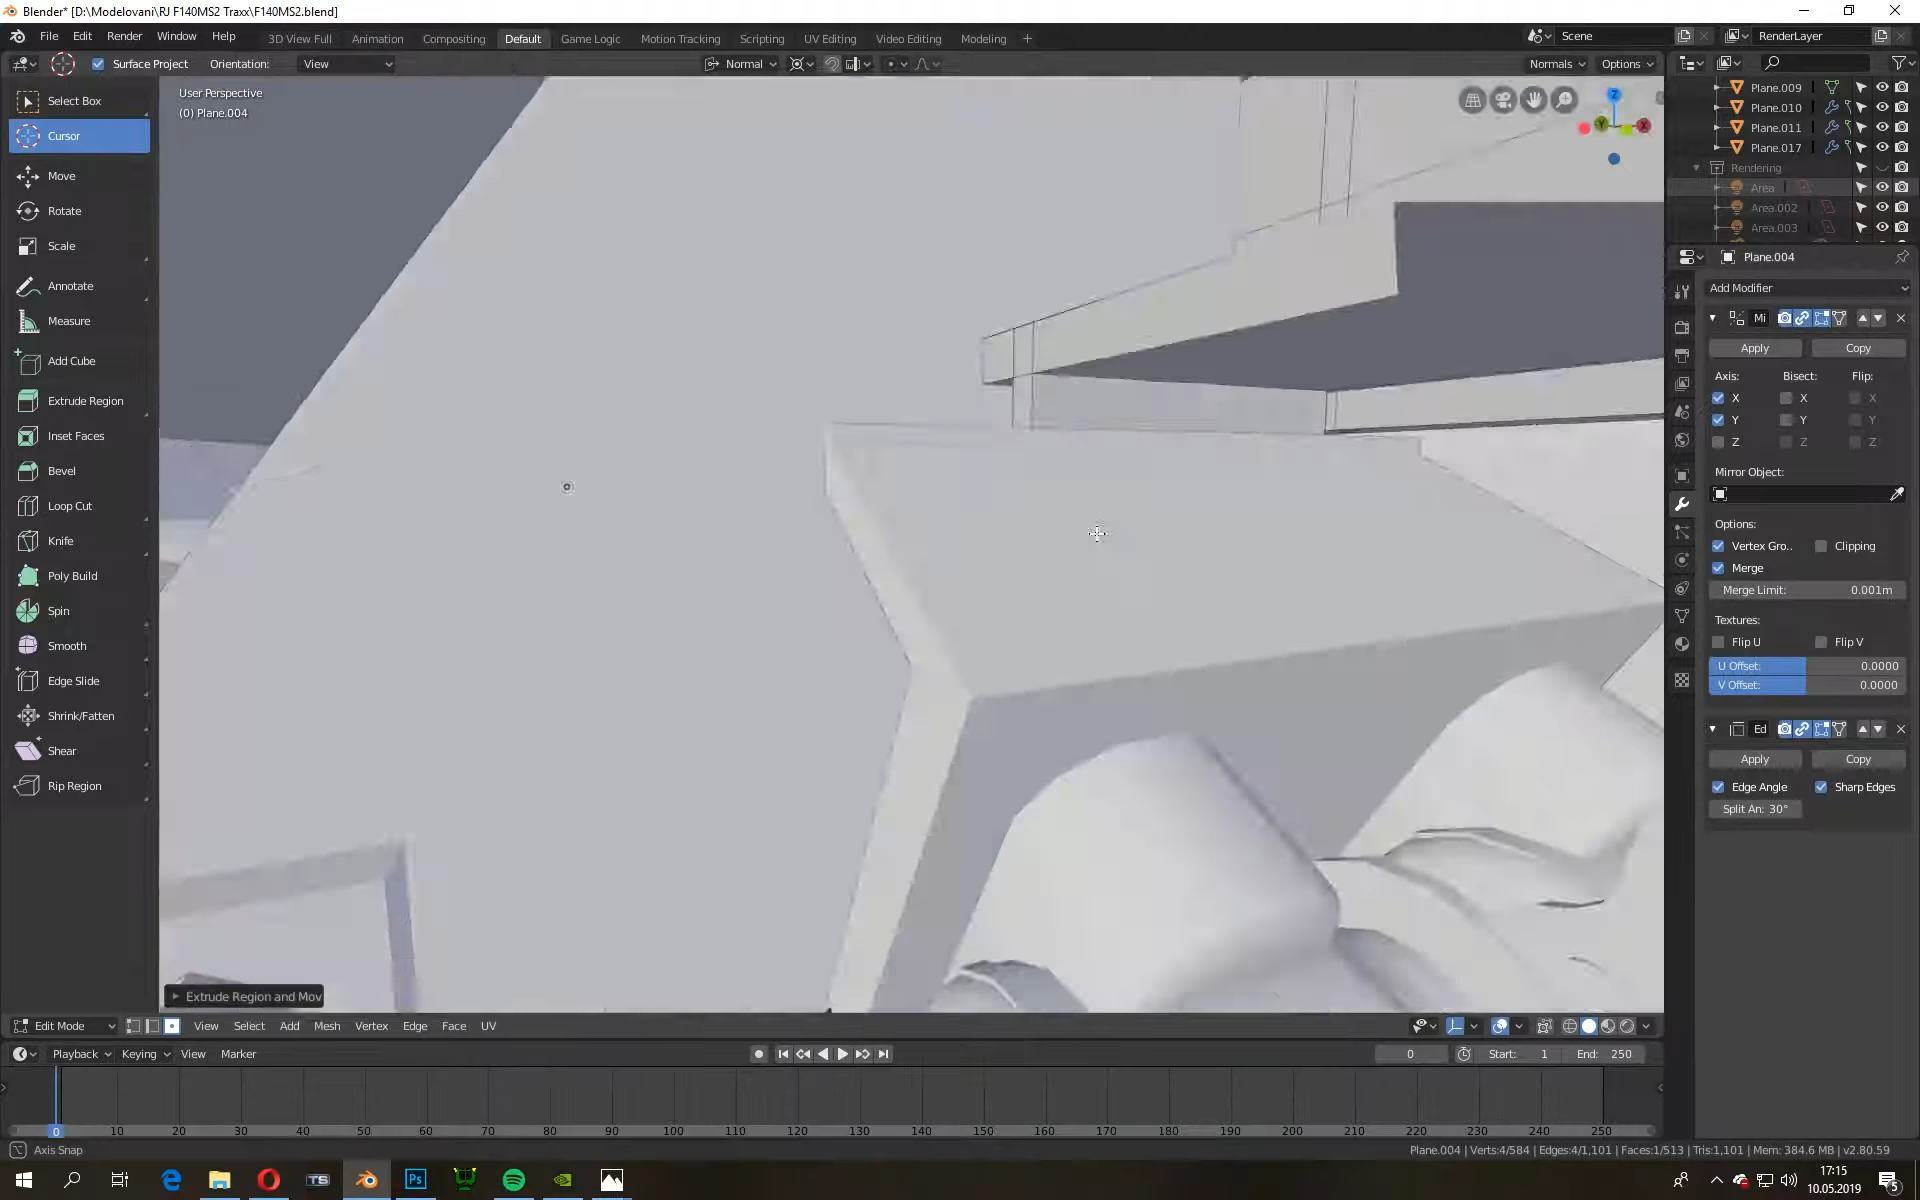 Blender* [D:\Modelovani\RJ F140MS2 Traxx\F140MS2.blend]
File Edit Render Window Help 3D View Full Animation Compositing Default Game Logic Motion Tracking Scripting UV Editing Video Editing Modeling + Scene RenderLayer
Surface Project Orientation: View Normal Normals Options
User Perspective
(0) Plane.004
Select Box
Cursor
Move
Rotate
Scale
Annotate
Measure
Add Cube
Extrude Region
Inset Faces
Bevel
Loop Cut
Knife
Poly Build
Spin
Smooth
Edge Slide
Shrink/Fatten
Shear
Rip Region
Z
Y
X
Plane.009
Plane.010
Plane.011
Plane.017
Rendering
Area
Area.002
Area.003
Plane.004
Add Modifier
Mi
Apply Copy
Axis: Bisect: Flip:
X X X
Y Y Y
Z Z Z
Mirror Object:
Options:
Vertex Gro.. Clipping
Merge
Merge Limit: 0.001m
Textures:
Flip U Flip V
U Offset: 0.0000
V Offset: 0.0000
Ed
Apply Copy
Edge Angle Sharp Edges
Split An: 30°
Extrude Region and Mov
Edit Mode View Select Add Mesh Vertex Edge Face UV
Playback Keying View Marker 0 Start: 1 End: 250
0 10 20 30 40 50 60 70 80 90 100 110 120 130 140 150 160 170 180 190 200 210 220 230 240 250
Axis Snap Plane.004 | Verts:4/584 | Edges:4/1,101 | Faces:1/513 | Tris:1,101 | Mem: 384.6 MB | v2.80.59
TS Ps 17:15
10.05.2019
5